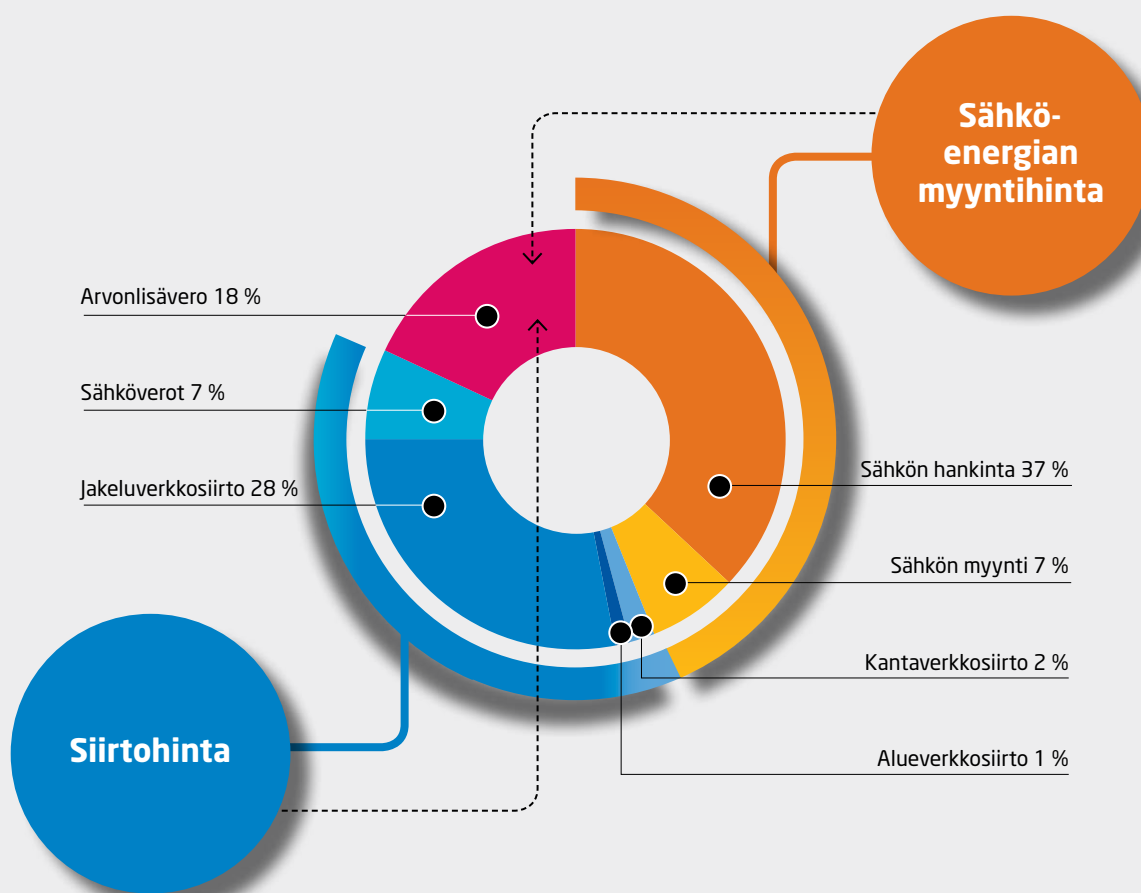 Sähkö-
energian
myyntihinta
Arvonlisävero 18 %
Sähköverot 7 %
Jakeluverkkosiirto 28 %
Sähkön hankinta 37 %
Sähkön myynti 7 %
Kantaverkkosiirto 2 %
Alueverkkosiirto 1 %
Siirtohinta